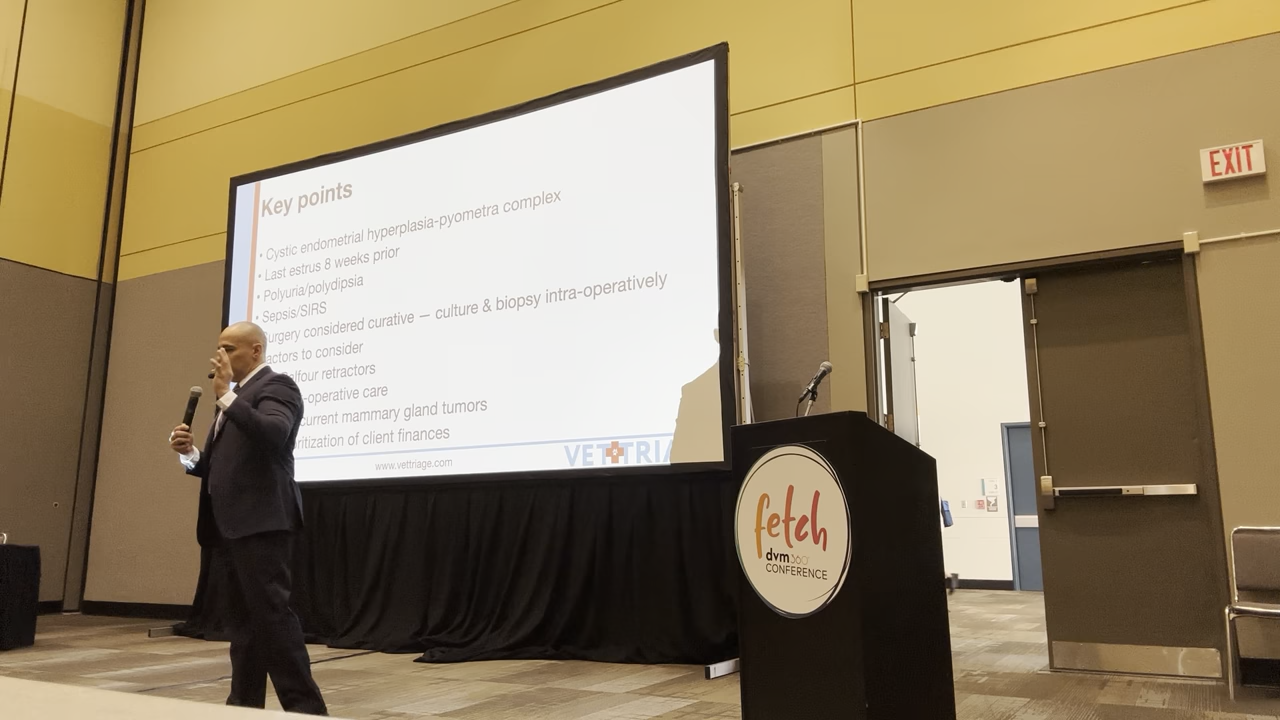 Key points
• Cystic endometrial hyperplasia-pyometra complex
• Last estrus 8 weeks prior
• Polyuria/polydipsia
• Sepsis/SIRS
urgery considered curative — culture & biopsy intra-operatively
actors to consider
alfour retractors
-operative care
current mammary gland tumors
ritization of client finances
www.vettriage.com
VET TRIA
EXIT
fetch
dvm360
CONFERENCE